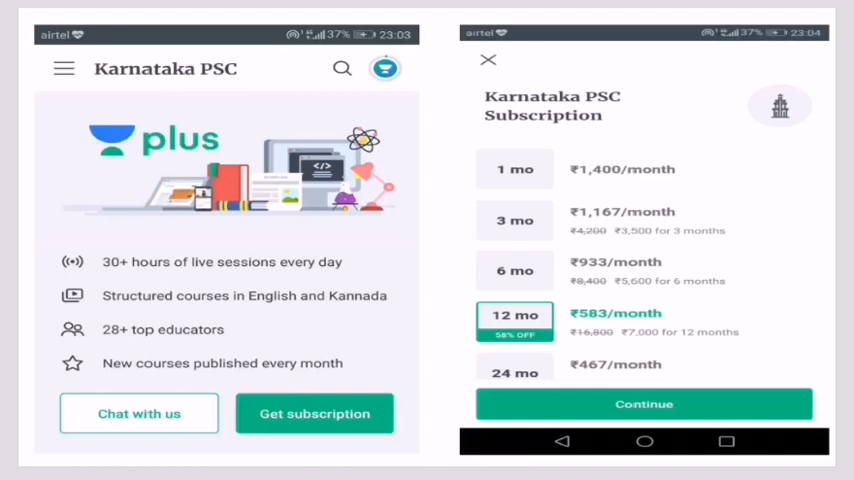 airtel 37% 23:03
Karnataka PSC
plus
</>
30+ hours of live sessions every day
Structured courses in English and Kannada
28+ top educators
New courses published every month
Chat with us
Get subscription
airtel 37% 23:04
Karnataka PSC
Subscription
1 mo ₹1,400/month
3 mo ₹1,167/month
₹4,200 ₹3,500 for 3 months
6 mo ₹933/month
₹8,400 ₹5,600 for 6 months
12 mo ₹583/month
58% OFF ₹16,800 ₹7,000 for 12 months
24 mo ₹467/month
Continue